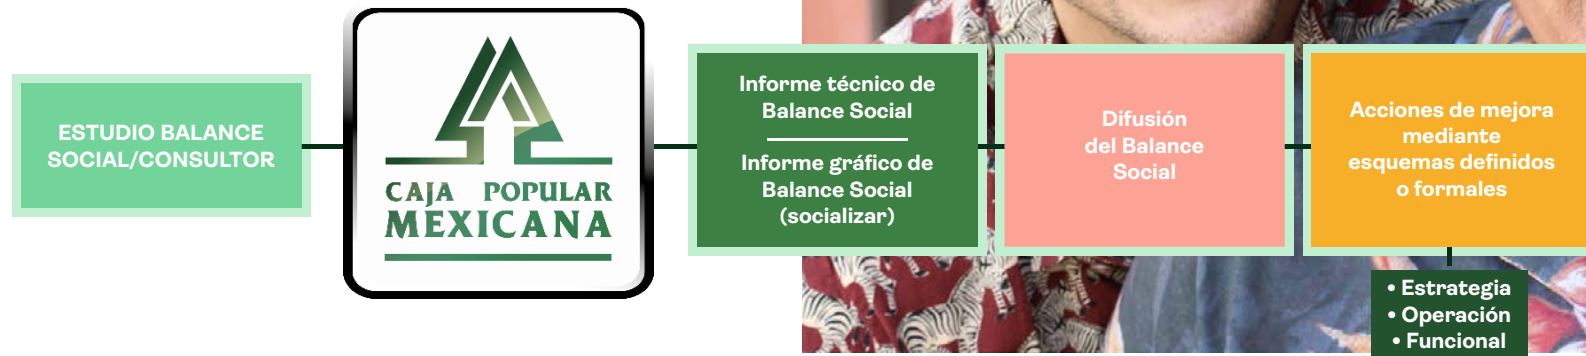 ESTUDIO BALANCE
SOCIAL/CONSULTOR
CAJA POPULAR
MEXICANA
Informe técnico de
Balance Social
Informe gráfico de
Balance Social
(socializar)
Difusión
del Balance
Social
Acciones de mejora
mediante
esquemas definidos
o formales
• Estrategia
• Operación
• Funcional